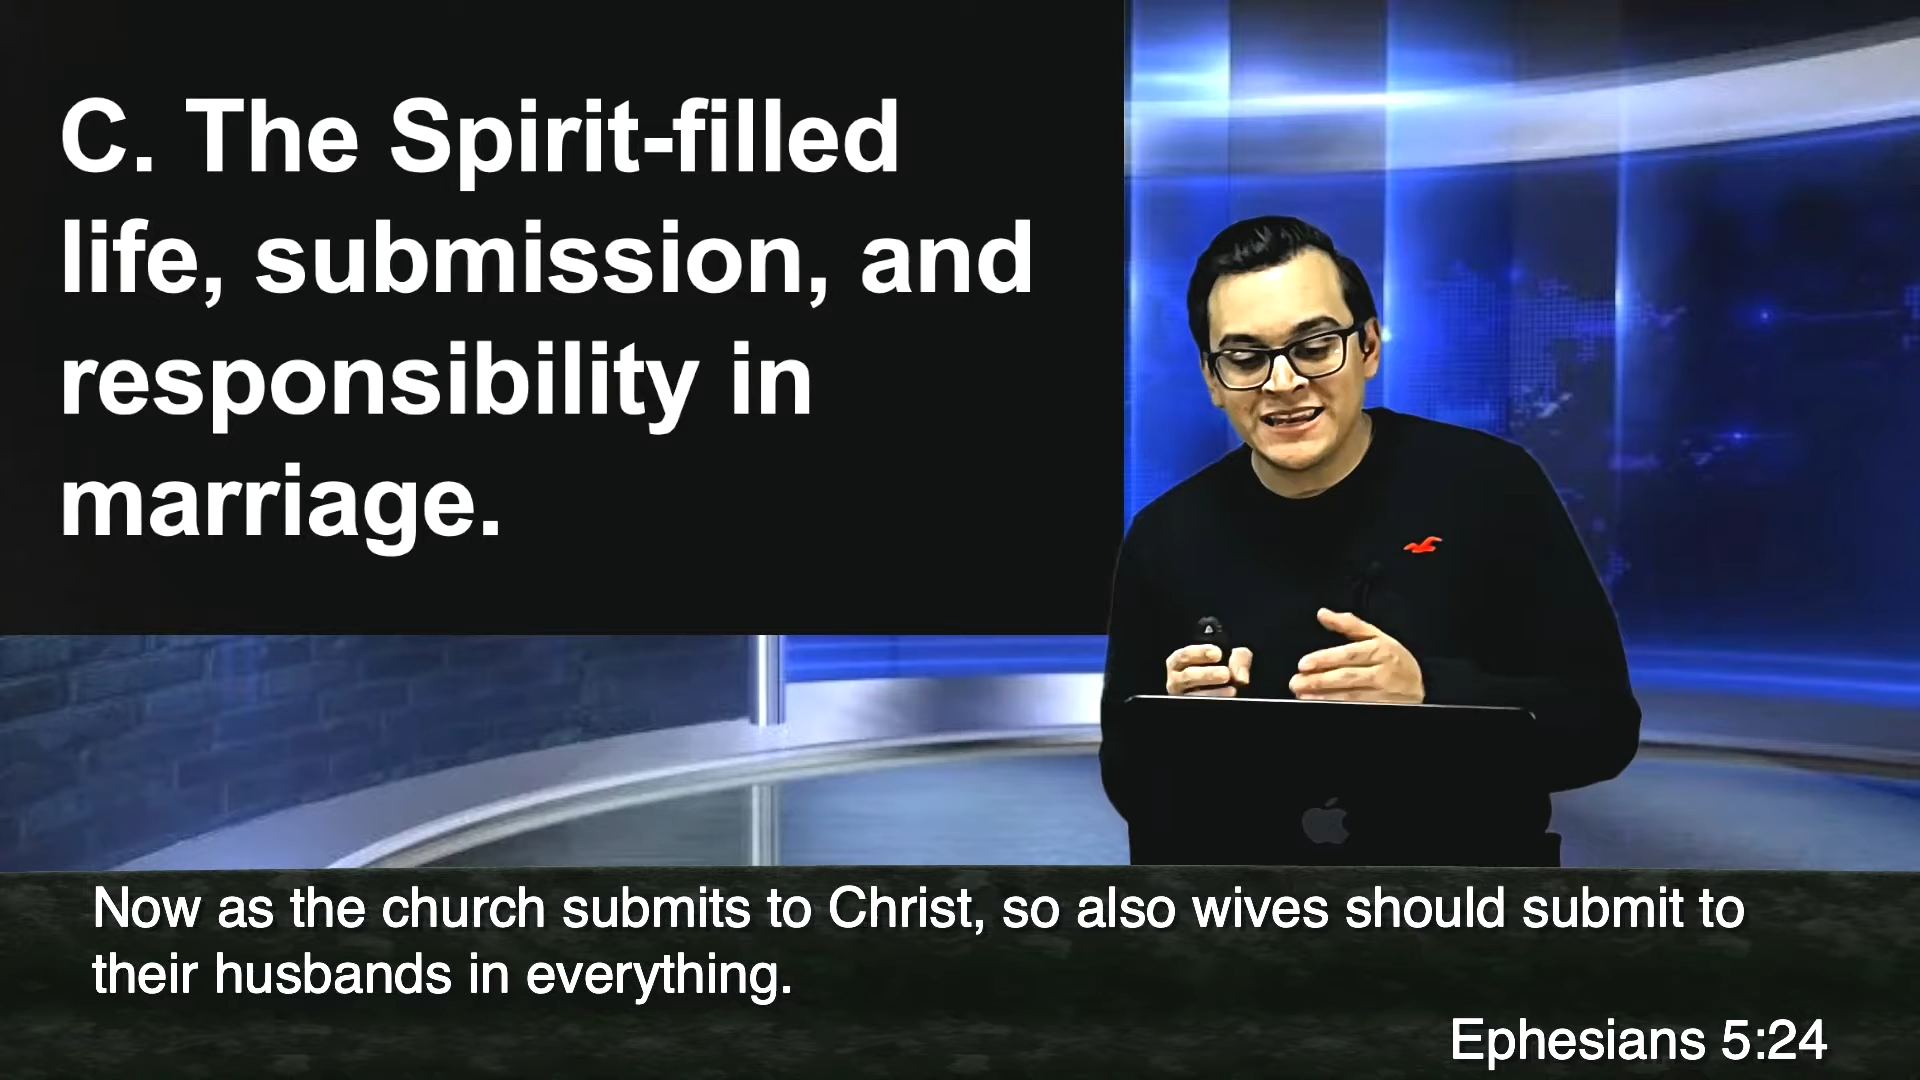 C. The Spirit-filled
life, submission, and
responsibility in
marriage.
Now as the church submits to Christ, so also wives should submit to
their husbands in everything.
Ephesians 5:24